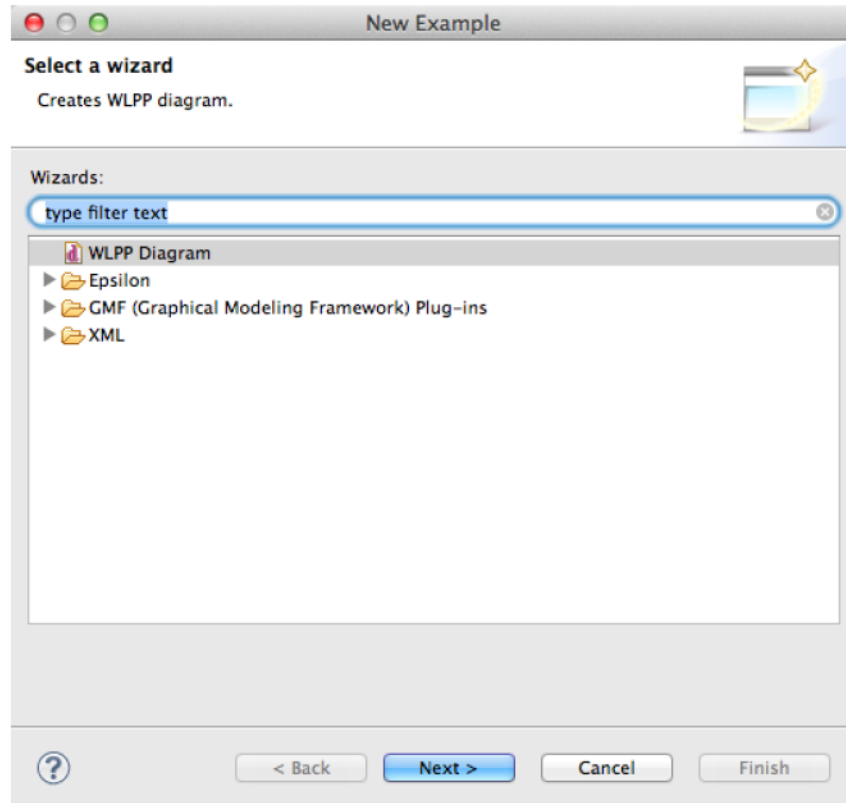 New Example
Select a wizard
Creates WLPP diagram.
Wizards:
type filter text
WLPP Diagram
Epsilon
GMF (Graphical Modeling Framework) Plug-ins
XML
? < Back Next > Cancel Finish